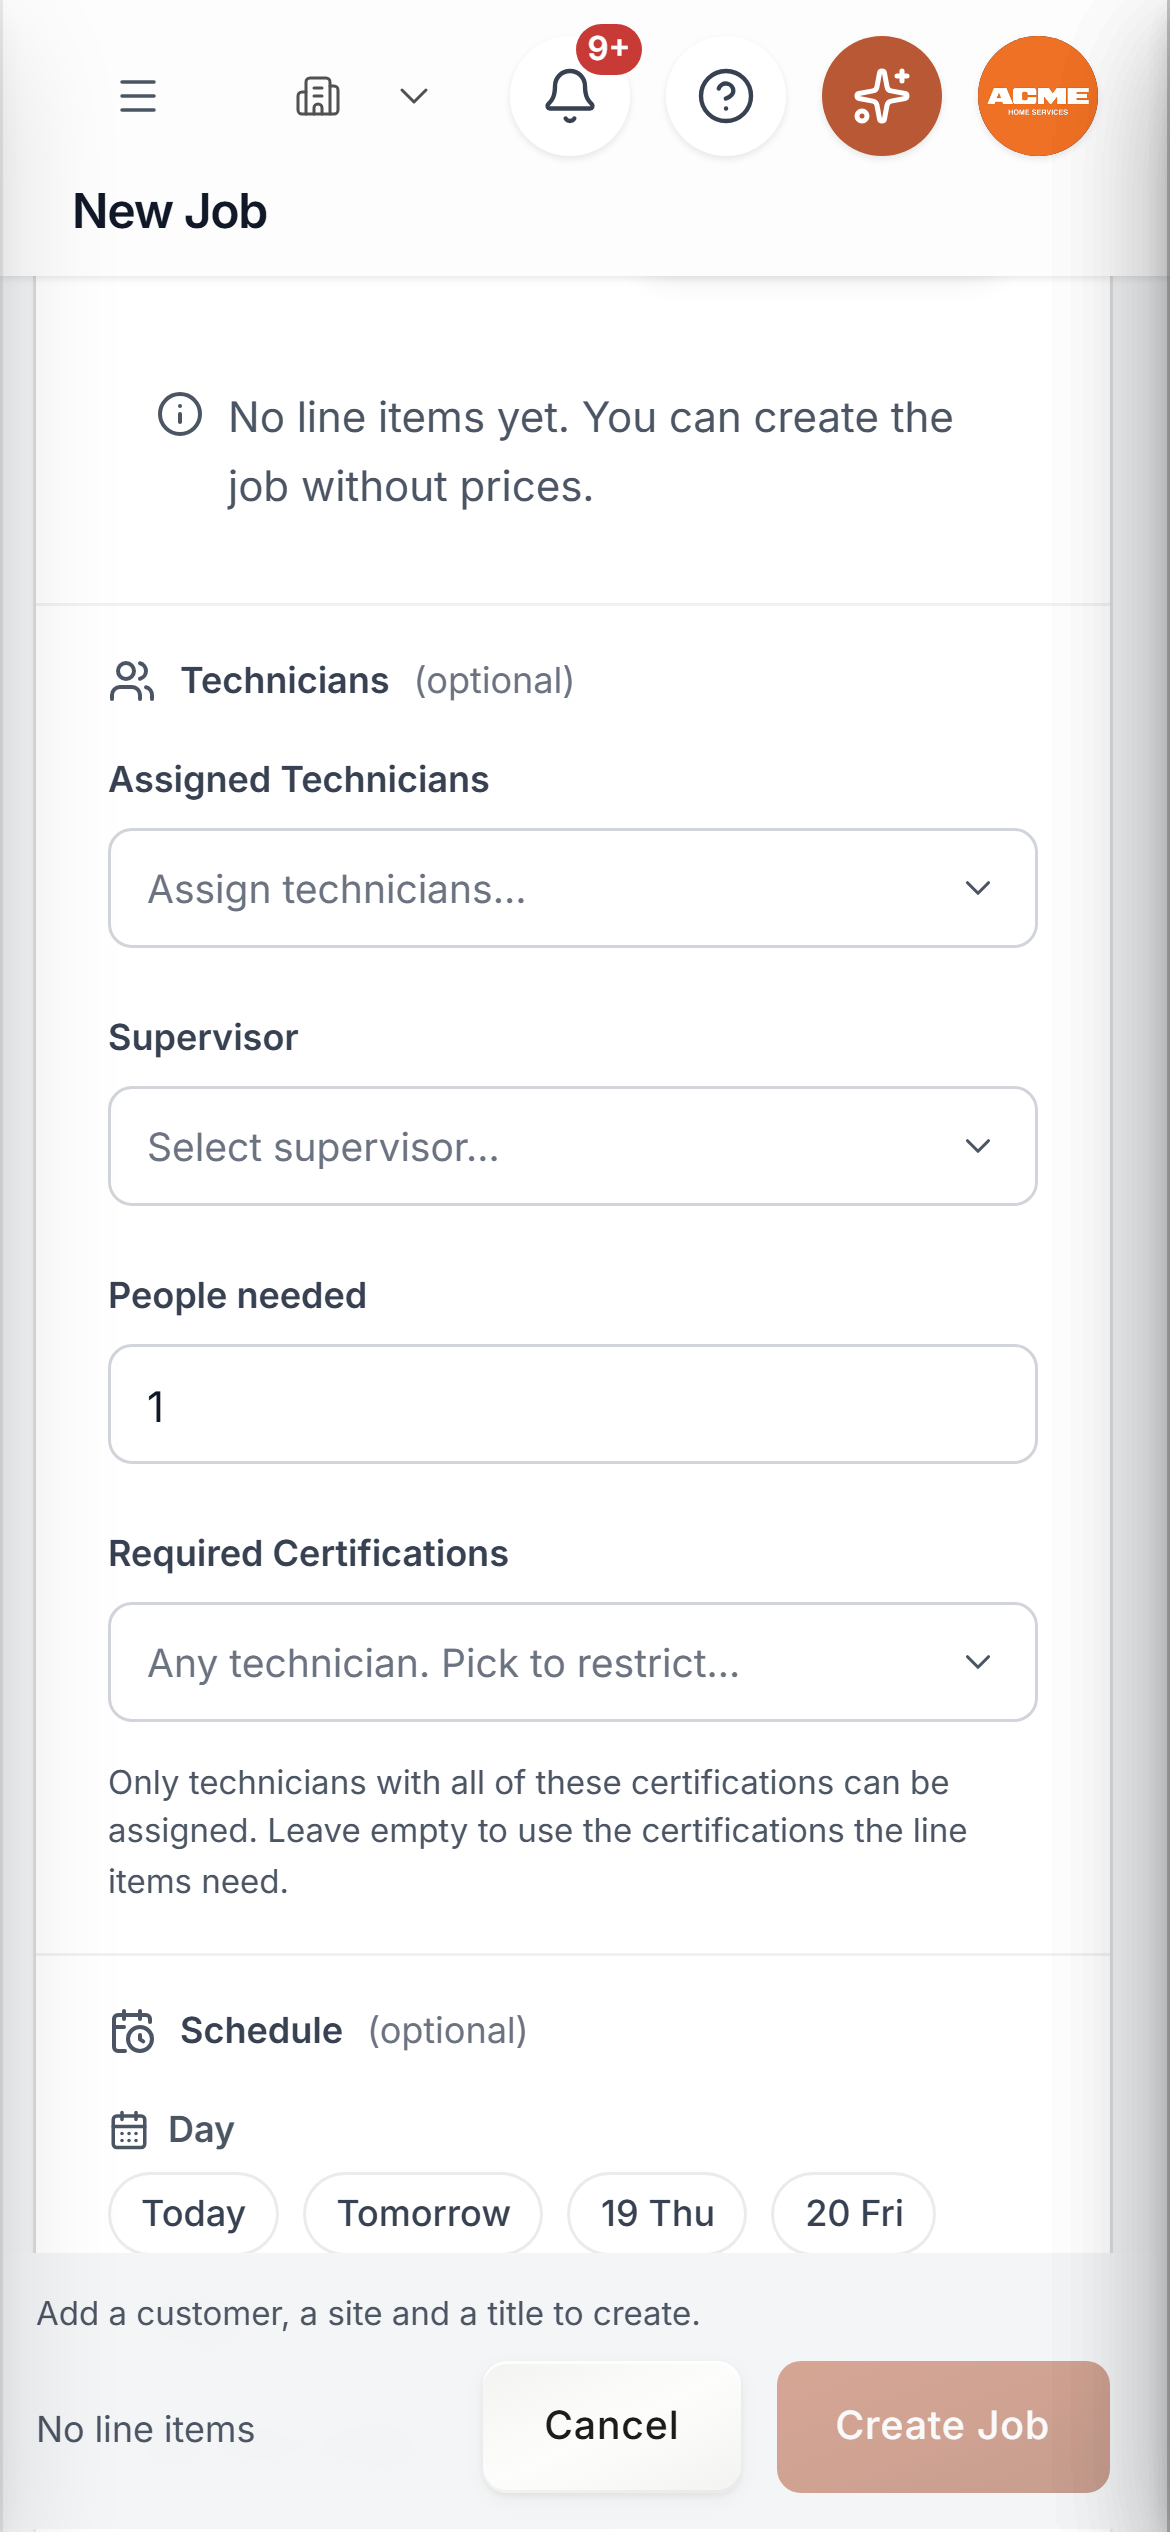 9+
ACME
HOME SERVICES
New Job
No line items yet. You can create the
job without prices.
Technicians (optional)
Assigned Technicians
Assign technicians...
Supervisor
Select supervisor...
People needed
1
Required Certifications
Any technician. Pick to restrict...
Only technicians with all of these certifications can be
assigned. Leave empty to use the certifications the line
items need.
Schedule (optional)
Day
Today Tomorrow 19 Thu 20 Fri
Add a customer, a site and a title to create.
No line items Cancel Create Job